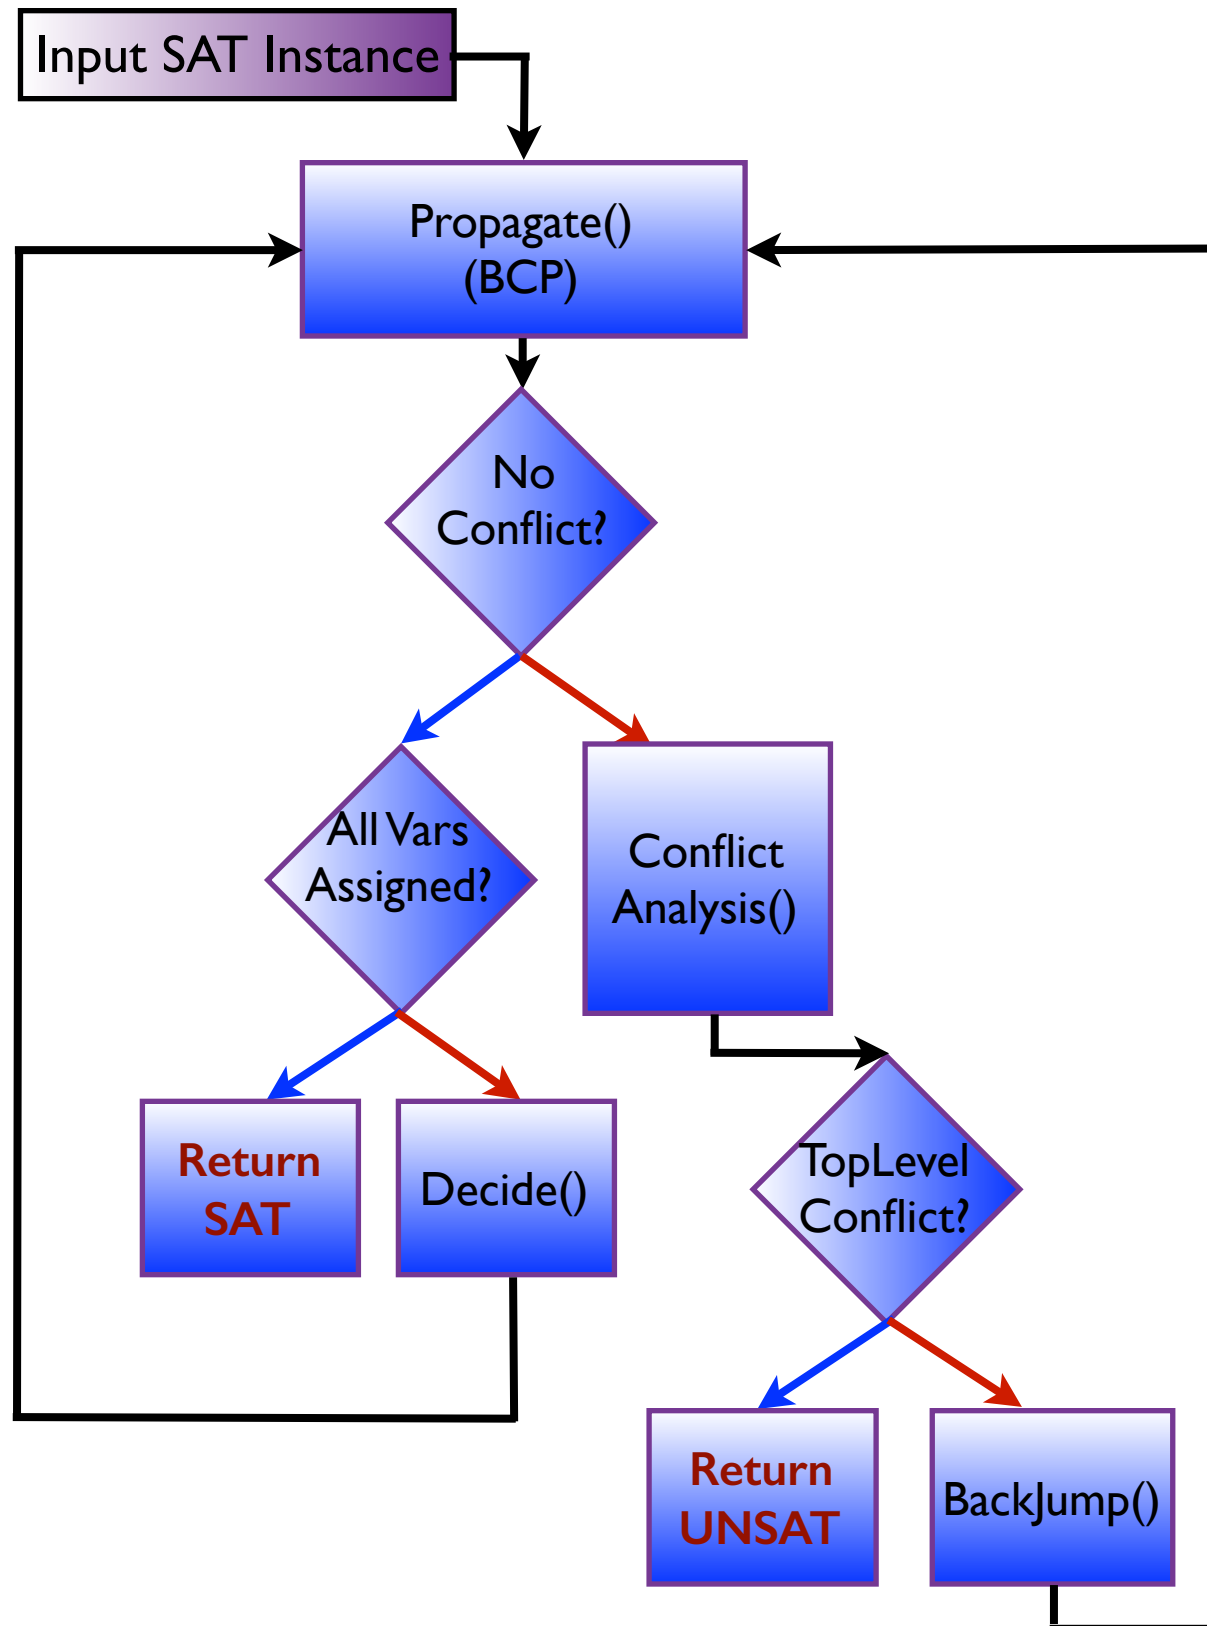 Input SAT Instance
Propagate()
(BCP)
No
Conflict?
All Vars
Assigned?
Conflict
Analysis()
Return
SAT
Decide()
TopLevel
Conflict?
Return
UNSAT
BackJump()